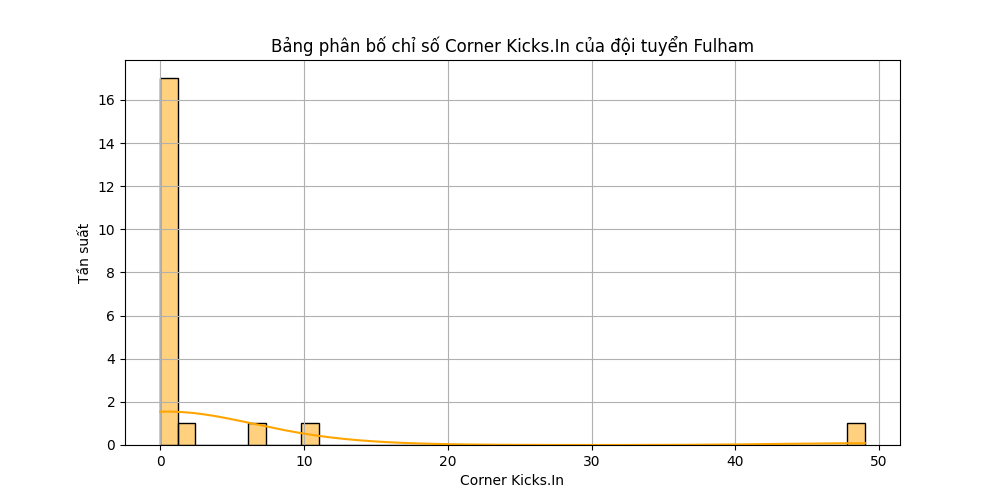 Bảng phân bố chỉ số Corner Kicks.In của đội tuyển Fulham
Tần suất
16
14
12
10
8
6
4
2
0
0 10 20 30 40 50
Corner Kicks.In